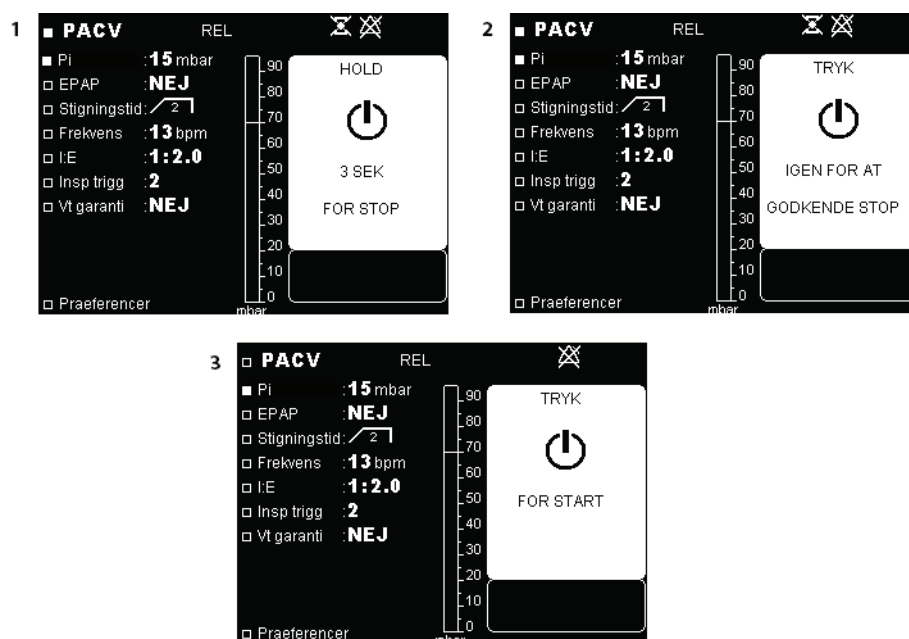 1
PACV REL
Pi :15 mbar
EPAP :NEJ
Stigningstid: 2
Frekvens :13 bpm
I:E :1:2.0
Insp trigg :2
Vt garanti :NEJ
Praeferencer
90
80
70
60
50
40
30
20
10
0
mbar
HOLD
3 SEK
FOR STOP
2
PACV REL
Pi :15 mbar
EPAP :NEJ
Stigningstid: 2
Frekvens :13 bpm
I:E :1:2.0
Insp trigg :2
Vt garanti :NEJ
Praeferencer
90
80
70
60
50
40
30
20
10
0
mbar
TRYK
IGEN FOR AT
GODKENDE STOP
3
PACV REL
Pi :15 mbar
EPAP :NEJ
Stigningstid: 2
Frekvens :13 bpm
I:E :1:2.0
Insp trigg :2
Vt garanti :NEJ
Praeferencer
90
80
70
60
50
40
30
20
10
0
mbar
TRYK
FOR START